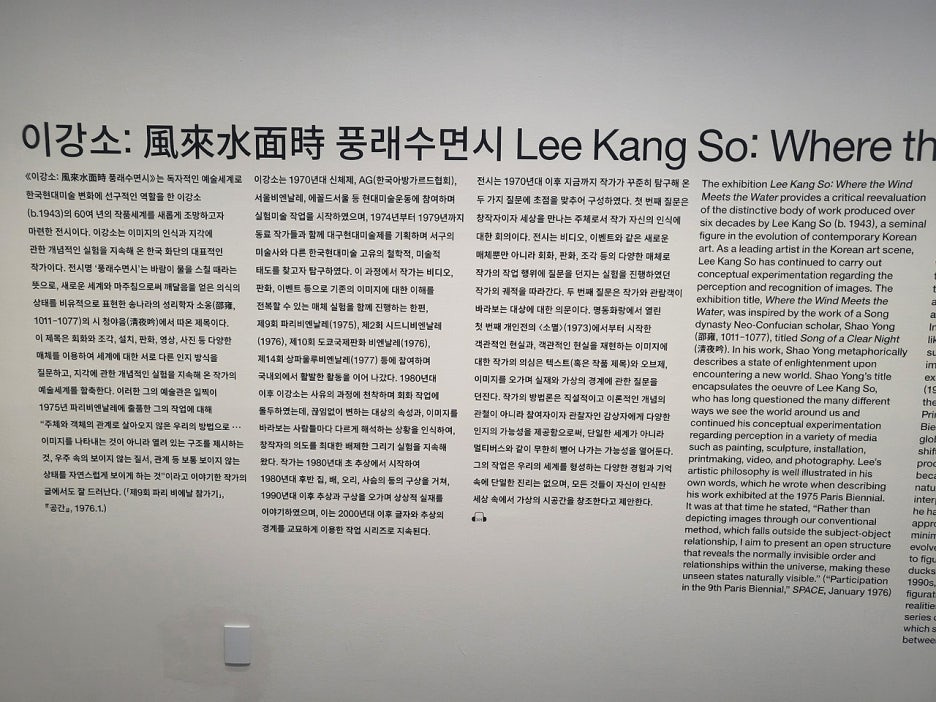 이강소: 風來水面時 풍래수면시 Lee Kang So: Where th
《이강소: 風來水面時 풍래수면시》는 독자적인 예술세계로
한국현대미술 변화에 선구적인 역할을 한 이강소
(b.1943)의 60여 년의 작품세계를 새롭게 조망하고자
마련한 전시이다. 이강소는 이미지의 인식과 지각에
관한 개념적인 실험을 지속해 온 한국 화단의 대표적인
작가이다. 전시명 ‘풍래수면시’는 바람이 물을 스칠 때라는
뜻으로, 새로운 세계와 마주침으로써 깨달음을 얻은 의식의
상태를 비유적으로 표현한 송나라의 성리학자 소옹(邵雍,
1011–1077)의 시 청야음(淸夜吟)에서 따온 제목이다.
이 제목은 회화와 조각, 설치, 판화, 영상, 사진 등 다양한
매체를 이용하여 세계에 대한 서로 다른 인지 방식을
질문하고, 지각에 관한 개념적인 실험을 지속해 온 작가의
예술세계를 함축한다. 이러한 그의 예술관은 일찍이
1975년 파리비엔날레에 출품한 그의 작업에 대해
“주체와 객체의 관계로 살아오지 않은 우리의 방법으로 …
이미지를 나타내는 것이 아니라 열려 있는 구조를 제시하는
것, 우주 속의 보이지 않는 질서, 관계 등 보통 보이지 않는
상태를 자연스럽게 보이게 하는 것”이라고 이야기한 작가의
글에서도 잘 드러난다. (「제9회 파리 비에날 참가기」,
『공간』, 1976.1.)
이강소는 1970년대 신체제, AG(한국아방가르드협회),
서울비엔날레, 에꼴드서울 등 현대미술운동에 참여하며
실험미술 작업을 시작하였으며, 1974년부터 1979년까지
동료 작가들과 함께 대구현대미술제를 기획하며 서구의
미술사와 다른 한국현대미술 고유의 철학적, 미술적
태도를 찾고자 탐구하였다. 이 과정에서 작가는 비디오,
판화, 이벤트 등으로 기존의 이미지에 대한 이해를
전복할 수 있는 매체 실험을 함께 진행하는 한편,
제9회 파리비엔날레(1975), 제2회 시드니비엔날레
(1976), 제10회 도쿄국제판화 비엔날레(1976),
제14회 상파울루비엔날레(1977) 등에 참여하며
국내외에서 활발한 활동을 이어 나갔다. 1980년대
이후 이강소는 사유의 과정에 천착하며 회화 작업에
몰두하였는데, 끊임없이 변하는 대상의 속성과, 이미지를
바라보는 사람들마다 다르게 해석하는 상황을 인식하여,
창작자의 의도를 최대한 배제한 그리기 실험을 지속해
왔다. 작가는 1980년대 초 추상에서 시작하여
1980년대 후반 집, 배, 오리, 사슴의 등의 구상을 거쳐,
1990년대 이후 추상과 구상을 오가며 상상적 실재를
이야기하였으며, 이는 2000년대 이후 글자와 추상의
경계를 교묘하게 이용한 작업 시리즈로 지속되었다.
전시는 1970년대 이후 지금까지 작가가 꾸준히 탐구해 온
두 가지 질문에 초점을 맞추어 구성하였다. 첫 번째 질문은
창작자이자 세상을 만나는 주체로서 작가 자신의 인식에
대한 회의이다. 전시는 비디오, 이벤트와 같은 새로운
매체뿐만 아니라 회화, 판화, 조각 등의 다양한 매체로
작가의 작업 행위에 질문을 던지는 실험을 진행하였던
작가의 궤적을 따라간다. 두 번째 질문은 작가와 관람객이
바라보는 대상에 대한 의문이다. 명동화랑에서 열린
첫 번째 개인전의 〈소멸〉(1973)에서부터 시작한
객관적인 현실과, 객관적인 현실을 재현하는 이미지에
대한 작가의 의심은 텍스트(혹은 작품 제목)와 오브제,
이미지를 오가며 실재와 가상의 경계에 관한 질문을
던진다. 작가의 방법론은 직설적이고 이론적인 개념의
관철이 아니라 참여자이자 관찰자인 감상자에게 다양한
인지의 가능성을 제공함으로써, 단일한 세계가 아니라
멀티버스와 같이 무한히 뻗어 나가는 가능성을 열어둔다.
그의 작업은 우리의 세계를 형성하는 다양한 경험과 기억
속에 단일한 진리는 없으며, 모든 것들이 자신이 인식한
세상 속에서 가상의 시공간을 창조한다고 제안한다.
The exhibition Lee Kang So: Where the Wind
Meets the Water provides a critical reevaluation
of the distinctive body of work produced over
six decades by Lee Kang So (b. 1943), a seminal
figure in the evolution of contemporary Korean
art. As a leading artist in the Korean art scene,
Lee Kang So has continued to carry out
conceptual experimentation regarding the
perception and recognition of images. The
exhibition title, Where the Wind Meets the
Water, was inspired by the work of a Song
dynasty Neo-Confucian scholar, Shao Yong
(邵雍, 1011–1077), titled Song of a Clear Night
(淸夜吟). In his work, Shao Yong metaphorically
describes a state of enlightenment upon
encountering a new world. Shao Yong's title
encapsulates the oeuvre of Lee Kang So,
who has long questioned the many different
ways we see the world around us and
continued his conceptual experimentation
regarding perception in a variety of media
such as painting, sculpture, installation,
printmaking, video, and photography. Lee's
artistic philosophy is well illustrated in his
own words, which he wrote when describing
his work exhibited at the 1975 Paris Biennial.
It was at that time he stated, “Rather than
depicting images through our conventional
method, which falls outside the subject-object
relationship, I aim to present an open structure
that reveals the normally invisible order and
relationships within the universe, making these
unseen states naturally visible.” (“Participation
in the 9th Paris Biennial,” SPACE, January 1976)